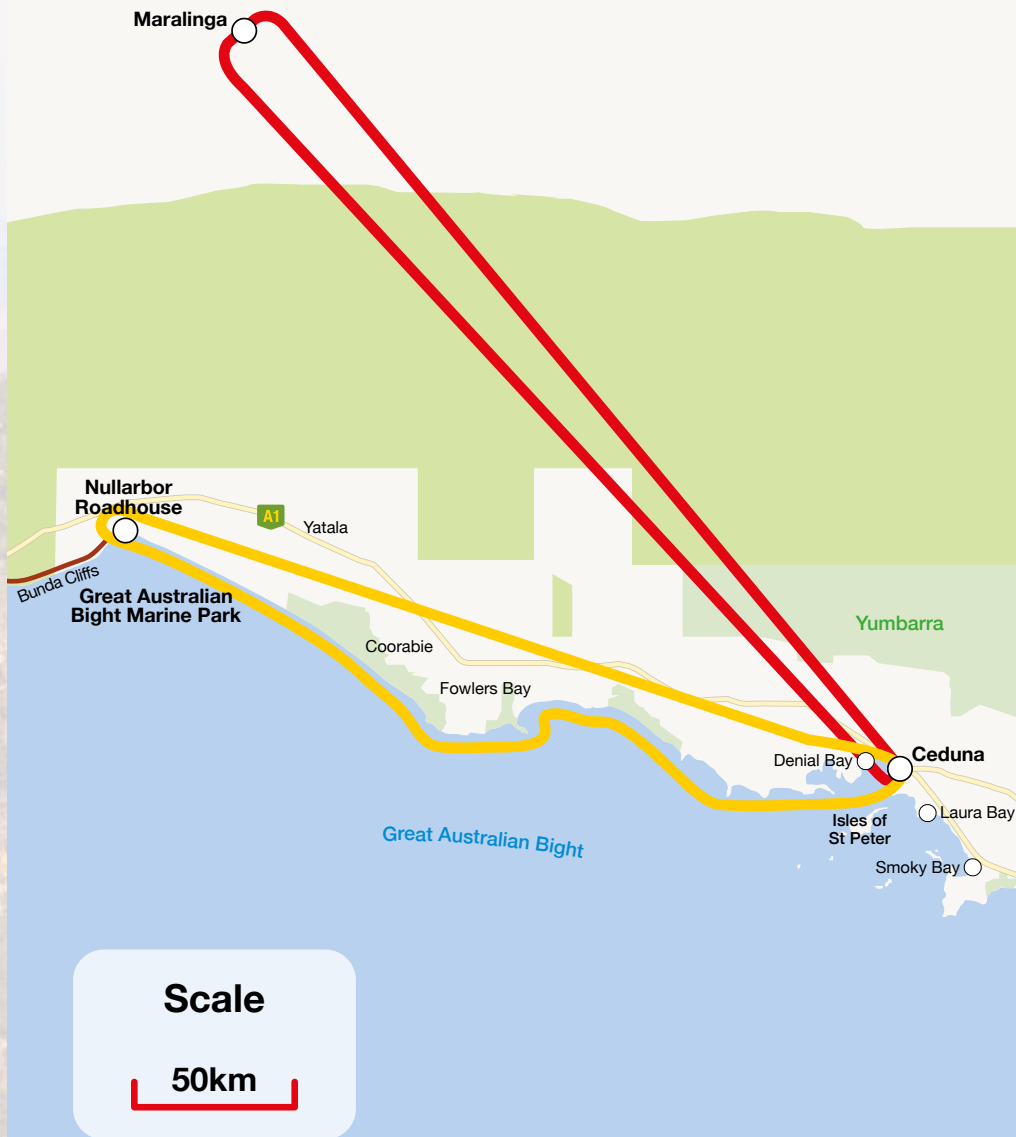 Maralinga
Nullarbor
Roadhouse
A1
Yatala
Bunda Cliffs
Great Australian
Bight Marine Park
Coorabie
Yumbarra
Fowlers Bay
Ceduna
Denial Bay
Laura Bay
Isles of
St Peter
Great Australian Bight
Smoky Bay
Scale
50km